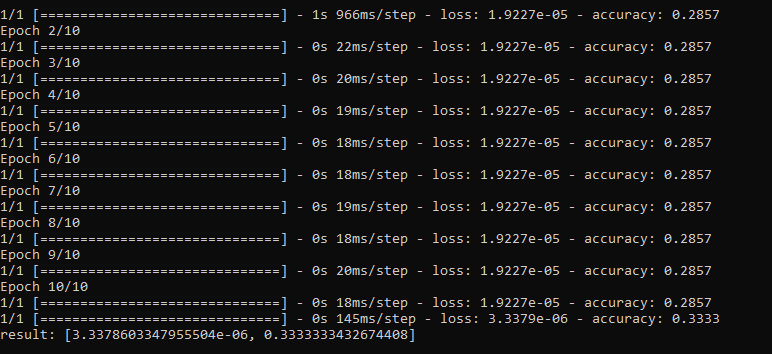 1/1 [==============================] - 1s 966ms/step - loss: 1.9227e-05 - accuracy: 0.2857
Epoch 2/10
1/1 [==============================] - 0s 22ms/step - loss: 1.9227e-05 - accuracy: 0.2857
Epoch 3/10
1/1 [==============================] - 0s 20ms/step - loss: 1.9227e-05 - accuracy: 0.2857
Epoch 4/10
1/1 [==============================] - 0s 19ms/step - loss: 1.9227e-05 - accuracy: 0.2857
Epoch 5/10
1/1 [==============================] - 0s 18ms/step - loss: 1.9227e-05 - accuracy: 0.2857
Epoch 6/10
1/1 [==============================] - 0s 18ms/step - loss: 1.9227e-05 - accuracy: 0.2857
Epoch 7/10
1/1 [==============================] - 0s 19ms/step - loss: 1.9227e-05 - accuracy: 0.2857
Epoch 8/10
1/1 [==============================] - 0s 18ms/step - loss: 1.9227e-05 - accuracy: 0.2857
Epoch 9/10
1/1 [==============================] - 0s 20ms/step - loss: 1.9227e-05 - accuracy: 0.2857
Epoch 10/10
1/1 [==============================] - 0s 18ms/step - loss: 1.9227e-05 - accuracy: 0.2857
1/1 [==============================] - 0s 145ms/step - loss: 3.3379e-06 - accuracy: 0.3333
result: [3.3378603347955504e-06, 0.3333333432674408]